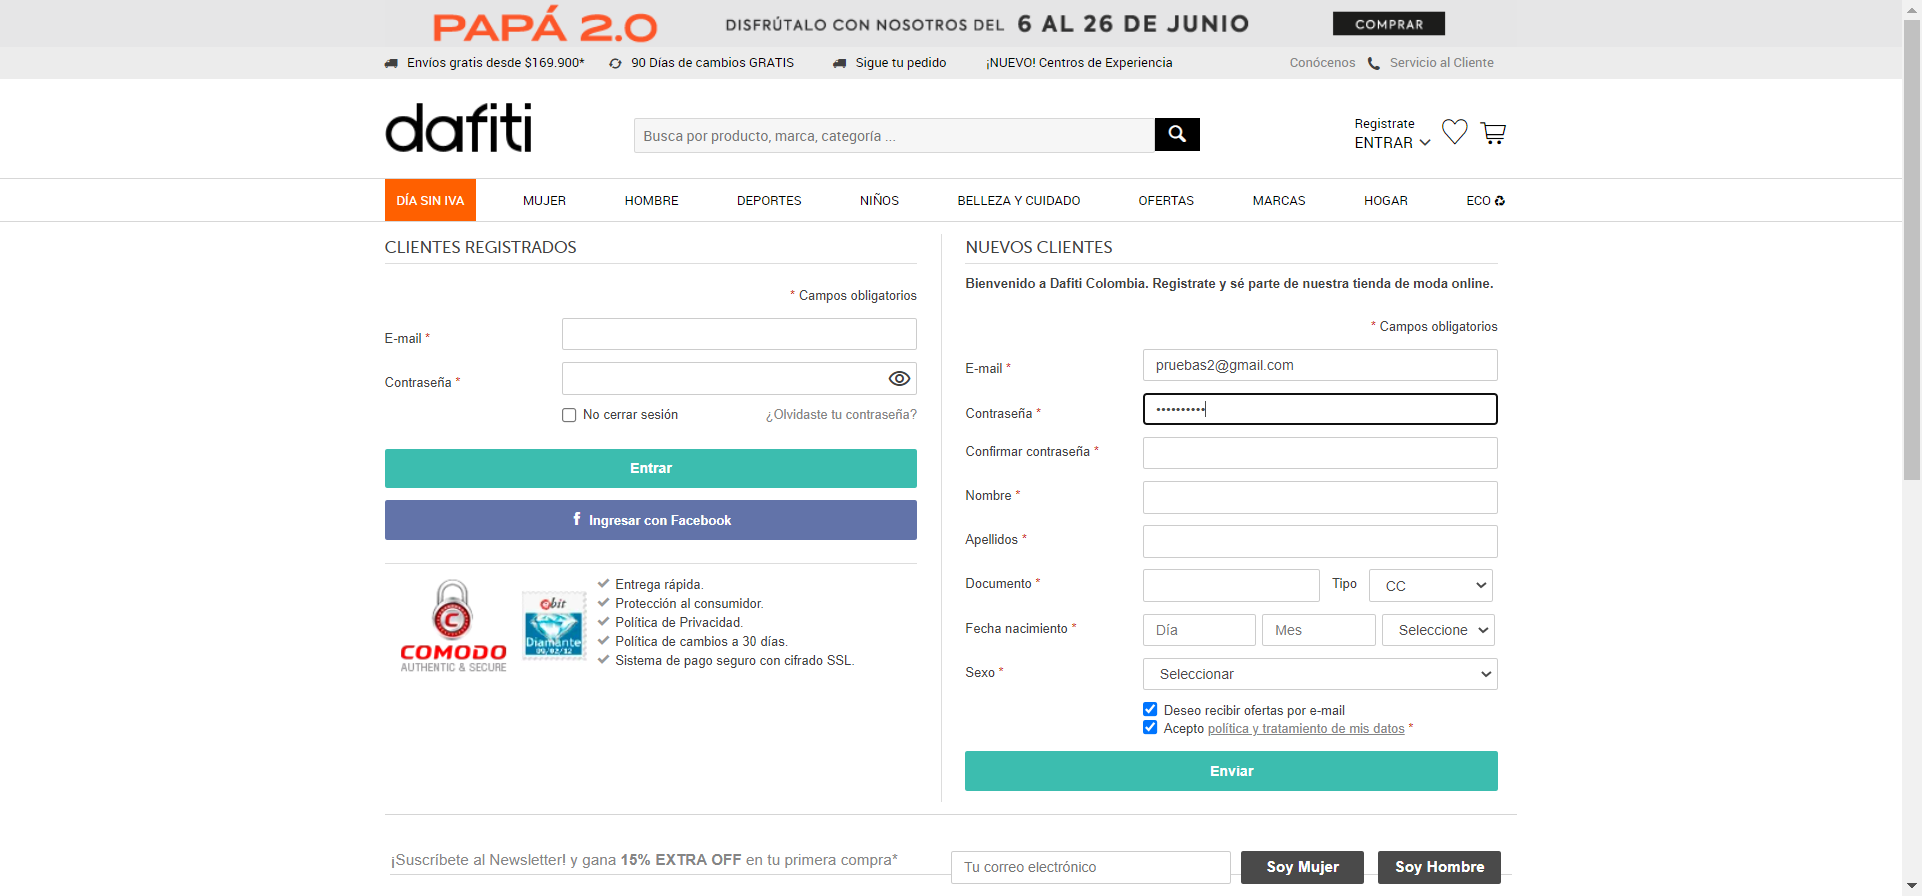 PAPÁ 2.0 DISFRÚTALO CON NOSOTROS DEL 6 AL 26 DE JUNIO COMPRAR
Envíos gratis desde $169.900* 90 Días de cambios GRATIS Sigue tu pedido ¡NUEVO! Centros de Experiencia Conócenos Servicio al Cliente
dafiti
Busca por producto, marca, categoría ...
Registrate
ENTRAR
DÍA SIN IVA MUJER HOMBRE DEPORTES NIÑOS BELLEZA Y CUIDADO OFERTAS MARCAS HOGAR ECO
CLIENTES REGISTRADOS
* Campos obligatorios
E-mail *
Contraseña *
No cerrar sesión ¿Olvidaste tu contraseña?
Entrar
f Ingresar con Facebook
COMODO
AUTHENTIC & SECURE
ebit
Diamante
09/02/12
Entrega rápida.
Protección al consumidor.
Política de Privacidad.
Política de cambios a 30 días.
Sistema de pago seguro con cifrado SSL.
NUEVOS CLIENTES
Bienvenido a Dafiti Colombia. Registrate y sé parte de nuestra tienda de moda online.
* Campos obligatorios
E-mail * pruebas2@gmail.com
Contraseña * ••••••••••
Confirmar contraseña *
Nombre *
Apellidos *
Documento * Tipo CC
Fecha nacimiento * Día Mes Seleccione
Sexo * Seleccionar
Deseo recibir ofertas por e-mail
Acepto política y tratamiento de mis datos *
Enviar
¡Suscríbete al Newsletter! y gana 15% EXTRA OFF en tu primera compra* Tu correo electrónico Soy Mujer Soy Hombre